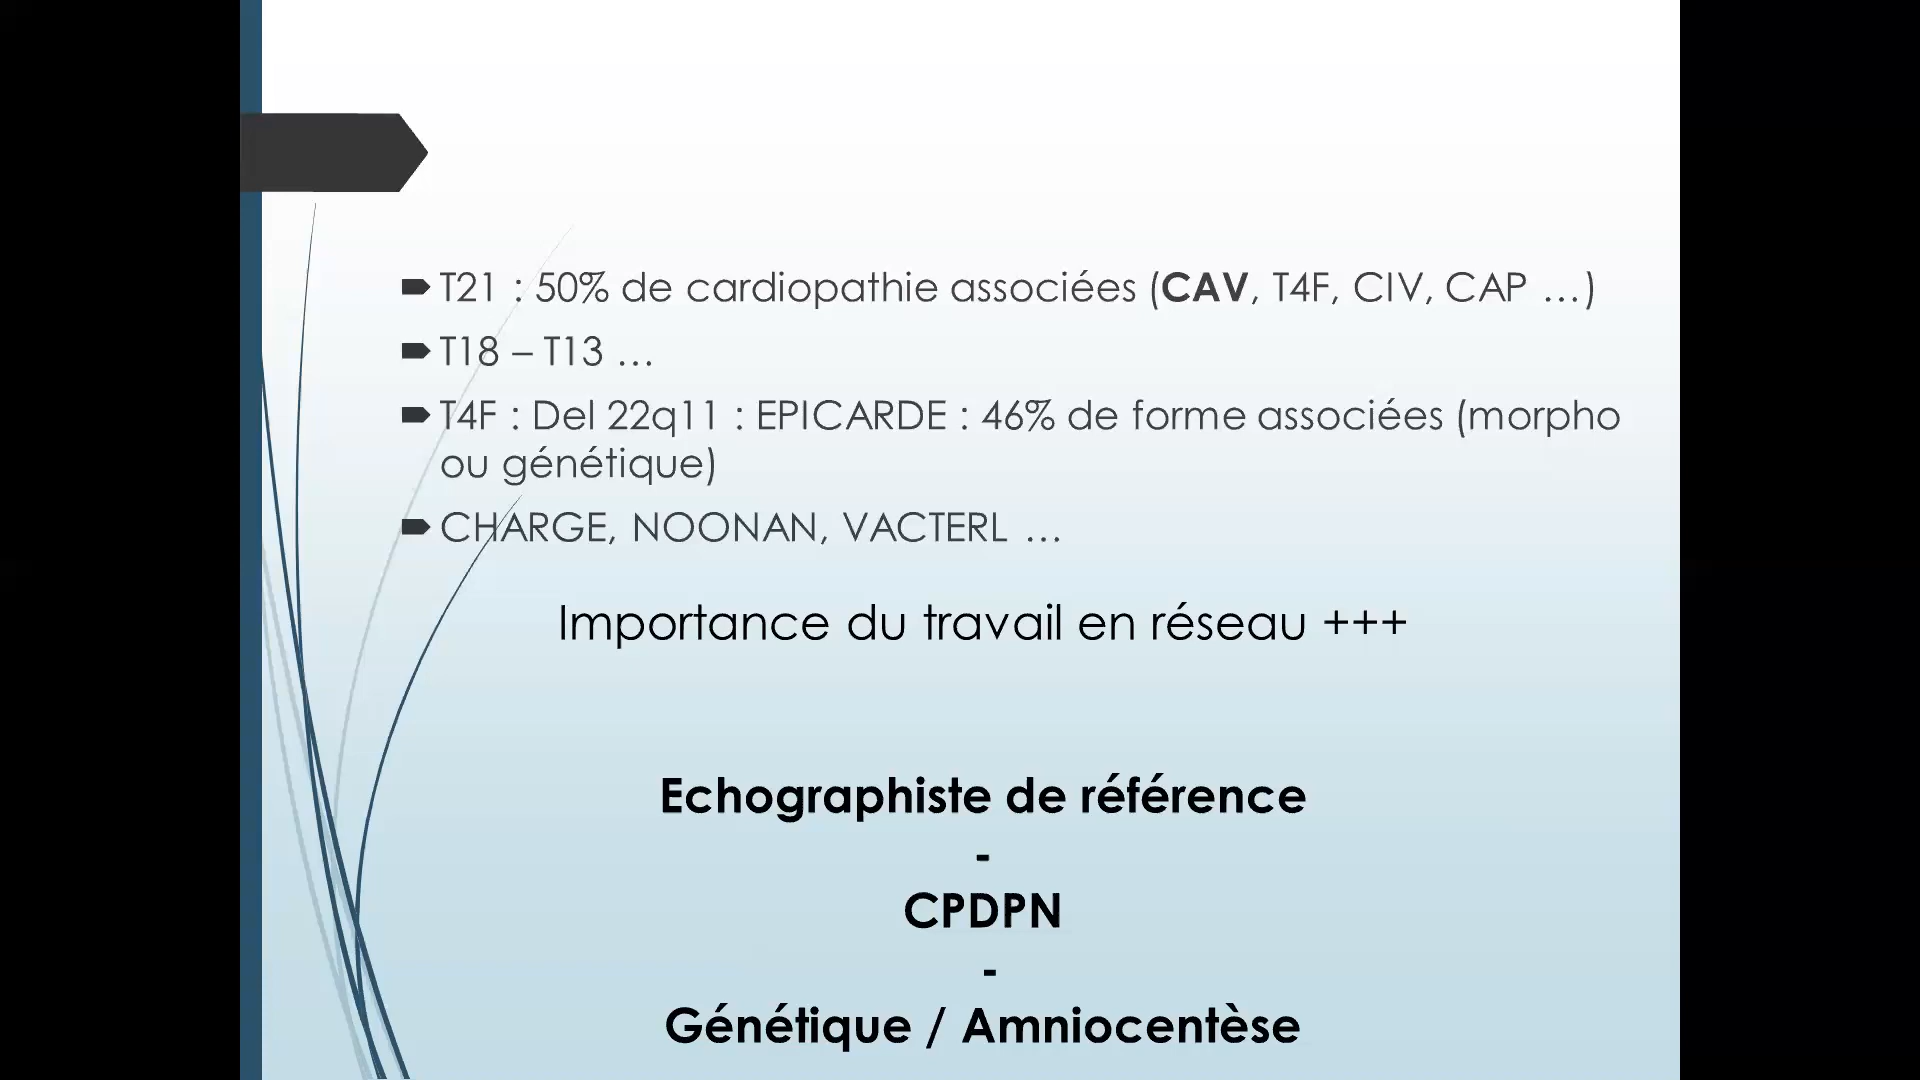 T21 : 50% de cardiopathie associées (CAV, T4F, CIV, CAP …)
T18 – T13 …
T4F : Del 22q11 : EPICARDE : 46% de forme associées (morpho
ou génétique)
CHARGE, NOONAN, VACTERL …
Importance du travail en réseau +++
Echographiste de référence
-
CPDPN
-
Génétique / Amniocentèse